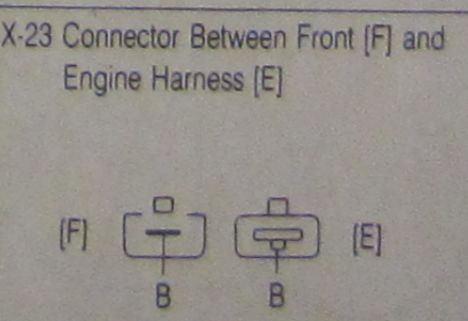 X-23 Connector Between Front [F] and
Engine Harness [E]
[F] [E]
B B